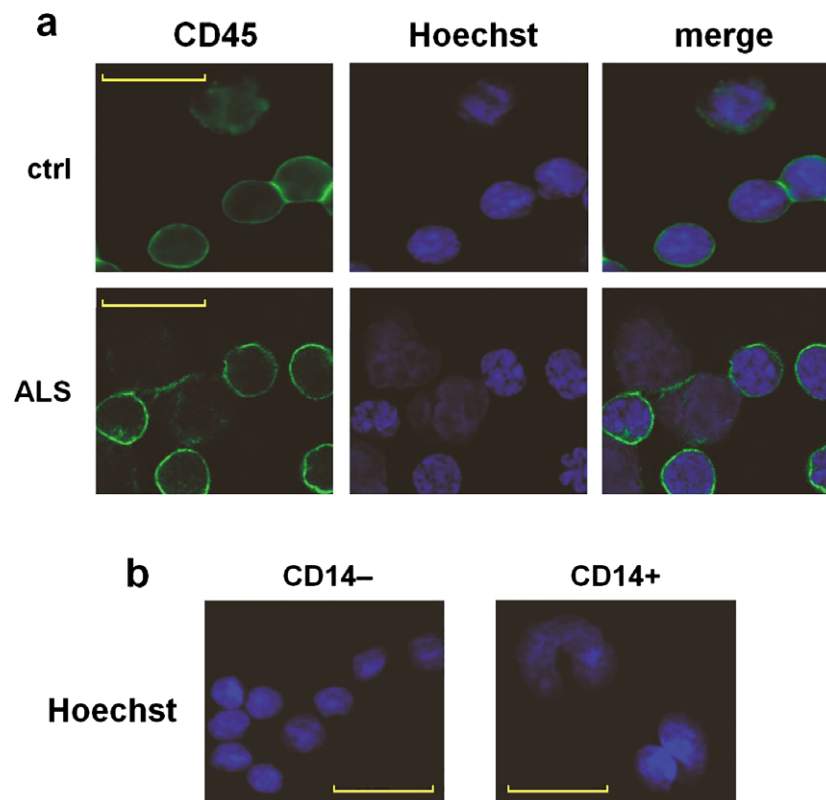 a
CD45 Hoechst merge
ctrl
ALS
b
CD14– CD14+
Hoechst